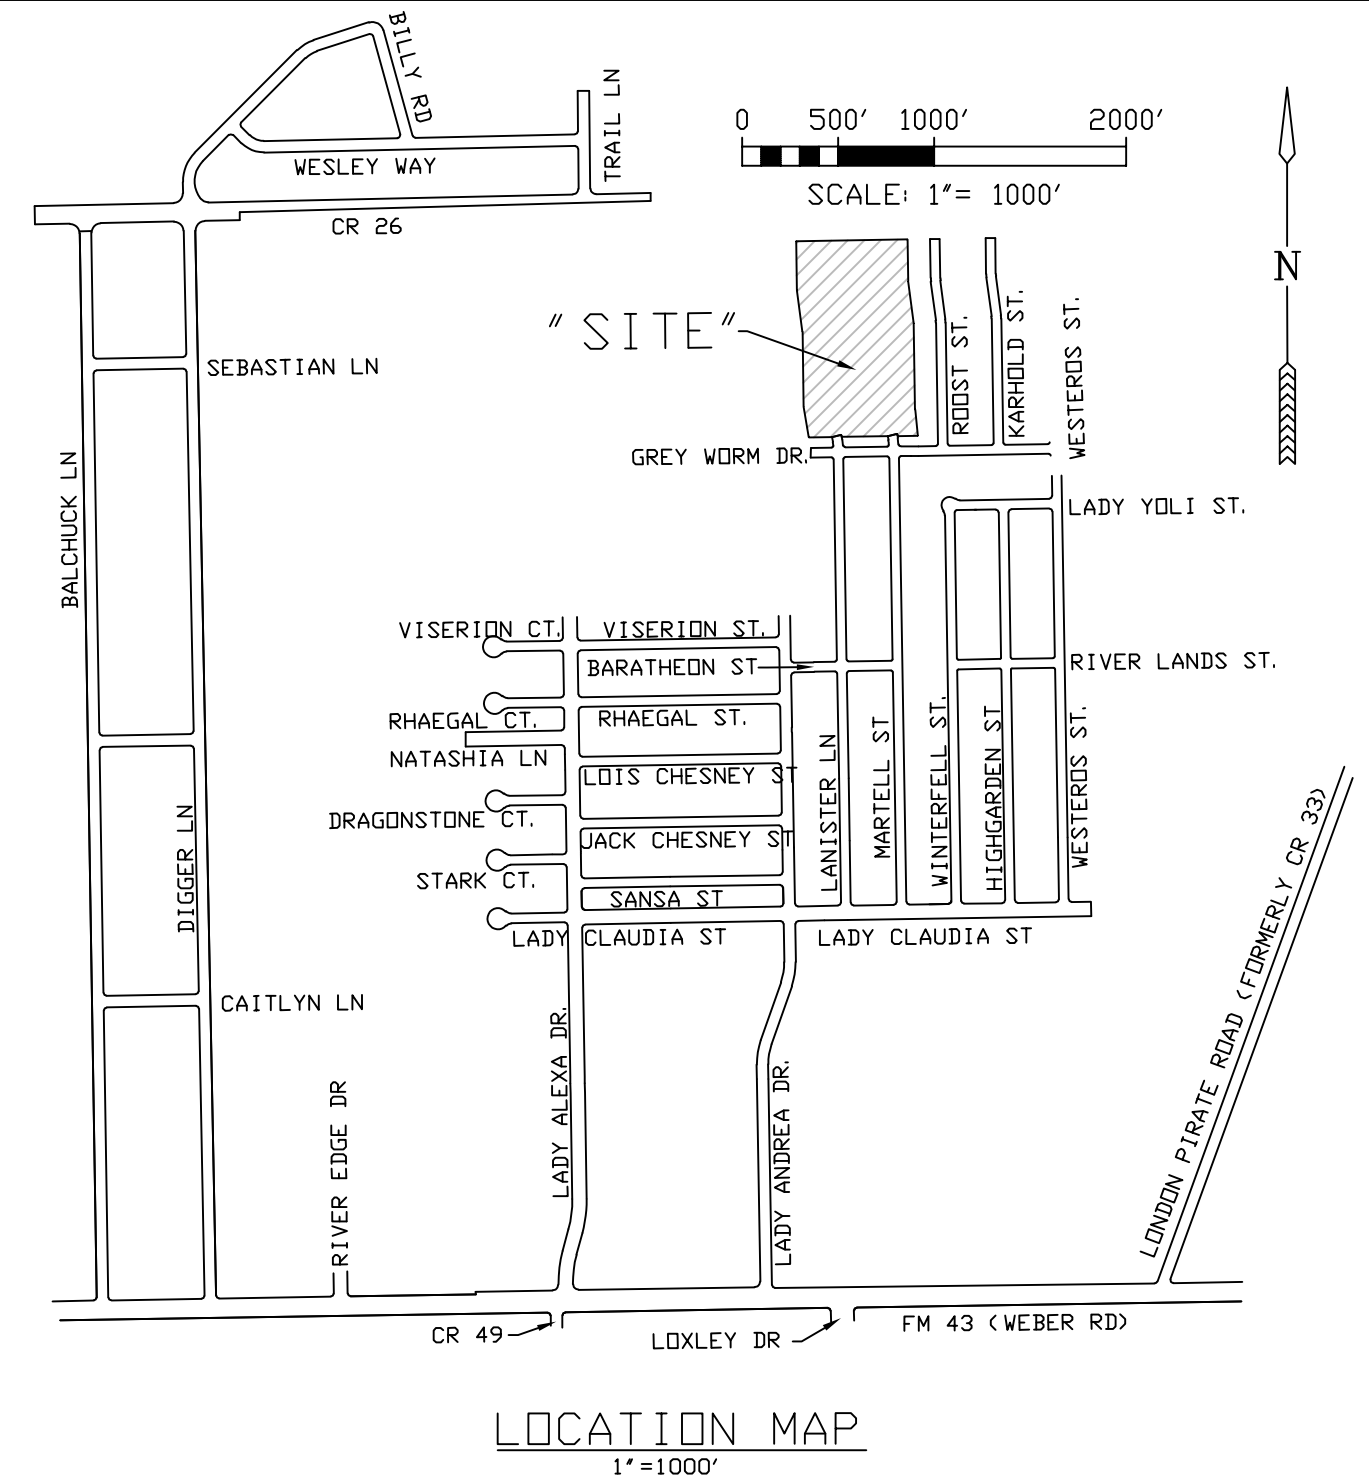 BILLY RD
TRAIL LN
WESLEY WAY
CR 26
0 500' 1000' 2000'
SCALE: 1"= 1000'
N
"SITE"
SEBASTIAN LN
ROOST ST.
KARHOLD ST.
WESTEROS ST.
GREY WORM DR.
BALCHUCK LN
LADY YOLI ST.
VISERION CT.
VISERION ST.
BARATHEON ST
RIVER LANDS ST.
RHAEGAL CT.
RHAEGAL ST.
NATASHIA LN
LOIS CHESNEY ST
DRAGONSTONE CT.
JACK CHESNEY ST
STARK CT.
SANSA ST
LANISTER LN
MARTELL ST
WINTERFELL ST.
HIGHGARDEN ST
WESTEROS ST.
DIGGER LN
LADY CLAUDIA ST
LADY CLAUDIA ST
CAITLYN LN
LADY ALEXA DR.
LADY ANDREA DR.
RIVER EDGE DR
LONDON PIRATE ROAD (FORMERLY CR 33)
CR 49
LOXLEY DR
FM 43 (WEBER RD)
LOCATION MAP
1"=1000'